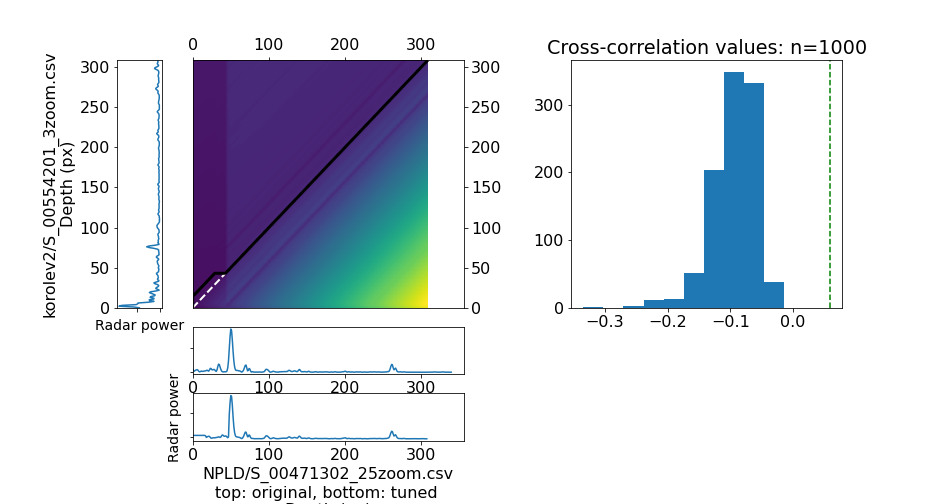 Cross-correlation values: n=1000
0 100 200 300
korolev2/S_00554201_3zoom.csv
Depth (px)
300 250 200 150 100 50 0
300 250 200 150 100 50 0
300 200 100 0
−0.3 −0.2 −0.1 0.0
Radar power
0 100 200 300
Radar power
0 100 200 300
NPLD/S_00471302_25zoom.csv
top: original, bottom: tuned